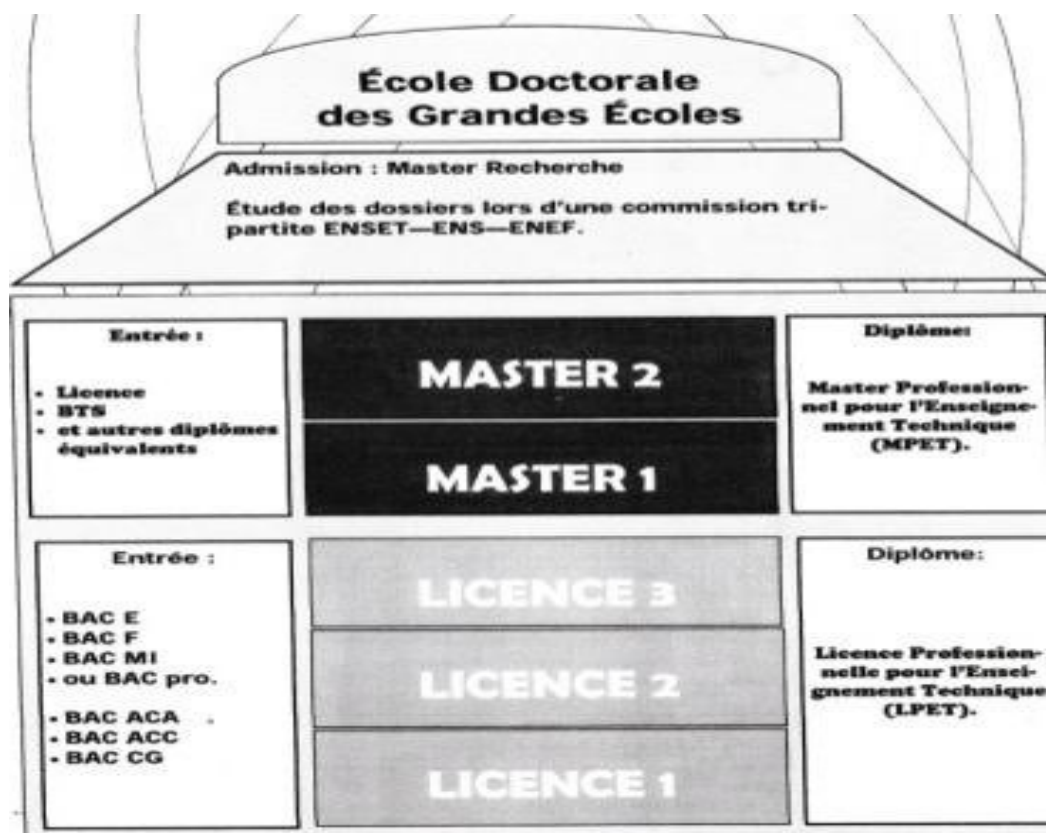 École Doctorale
des Grandes Écoles
Admission : Master Recherche
Étude des dossiers lors d'une commission tri-
partite ENSET—ENS—ENEF.
Entrée :
• Licence
• BTS
• et autres diplômes
équivalents
MASTER 2
MASTER 1
Diplôme:
Master Profession-
nel pour l'Enseigne-
ment Technique
(MPET).
Entrée :
• BAC E
• BAC F
• BAC MI
• ou BAC pro.
• BAC ACA
• BAC ACC
• BAC CG
LICENCE 3
LICENCE 2
LICENCE 1
Diplôme:
Licence Profession-
nelle pour l'Ensei-
gnement Technique
(LPET).